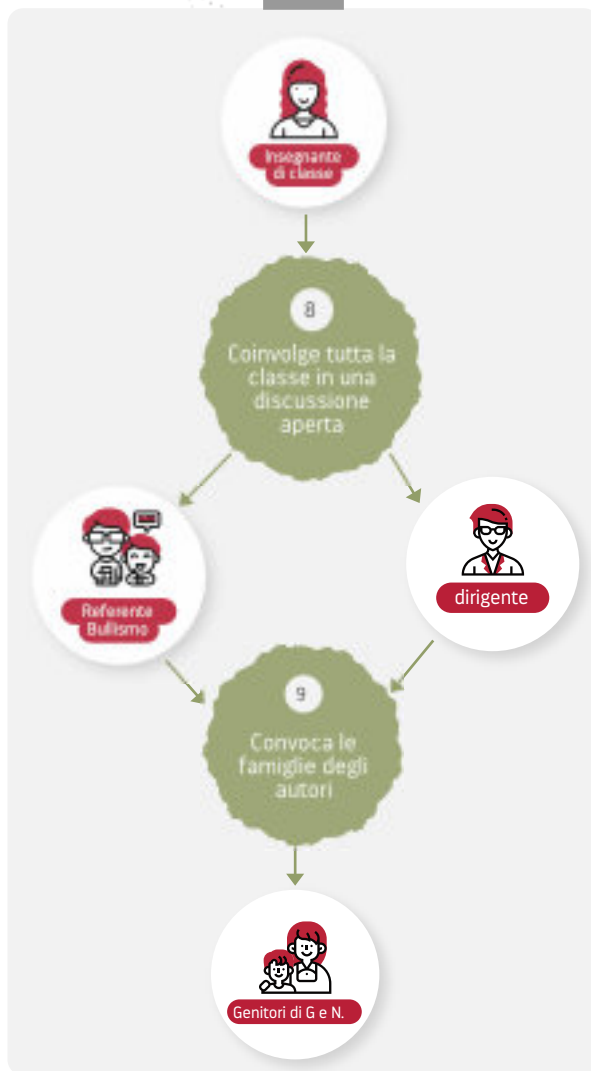 Insegnante
di classe
8
Coinvolge tutta la
classe in una
discussione
aperta
Referente
Bullismo
dirigente
9
Convoca le
famiglie degli
autori
Genitori di G e N.